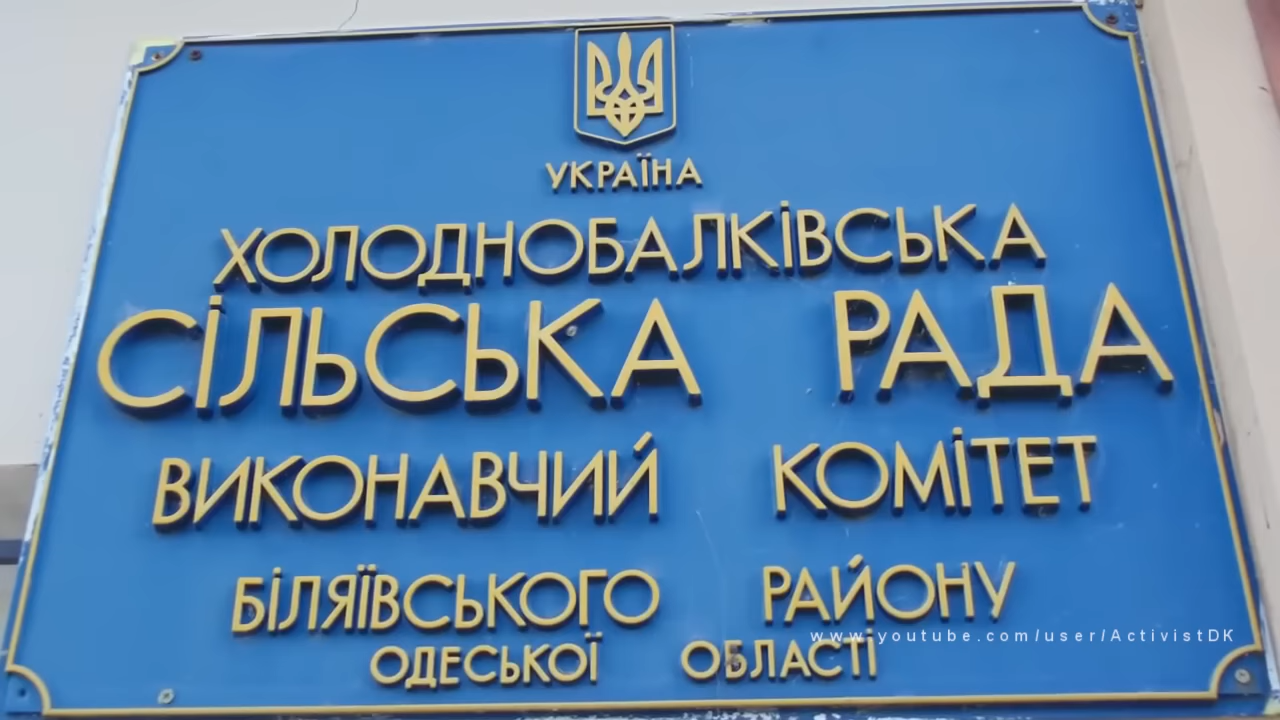 УКРАЇНА
ХОЛОДНОБАЛКІВСЬКА
СІЛЬСЬКА РАДА
ВИКОНАВЧИЙ КОМІТЕТ
БІЛЯЇВСЬКОГО РАЙОНУ
www.youtube.com/user/ActivistDK
ОДЕСЬКОЇ ОБЛАСТІ